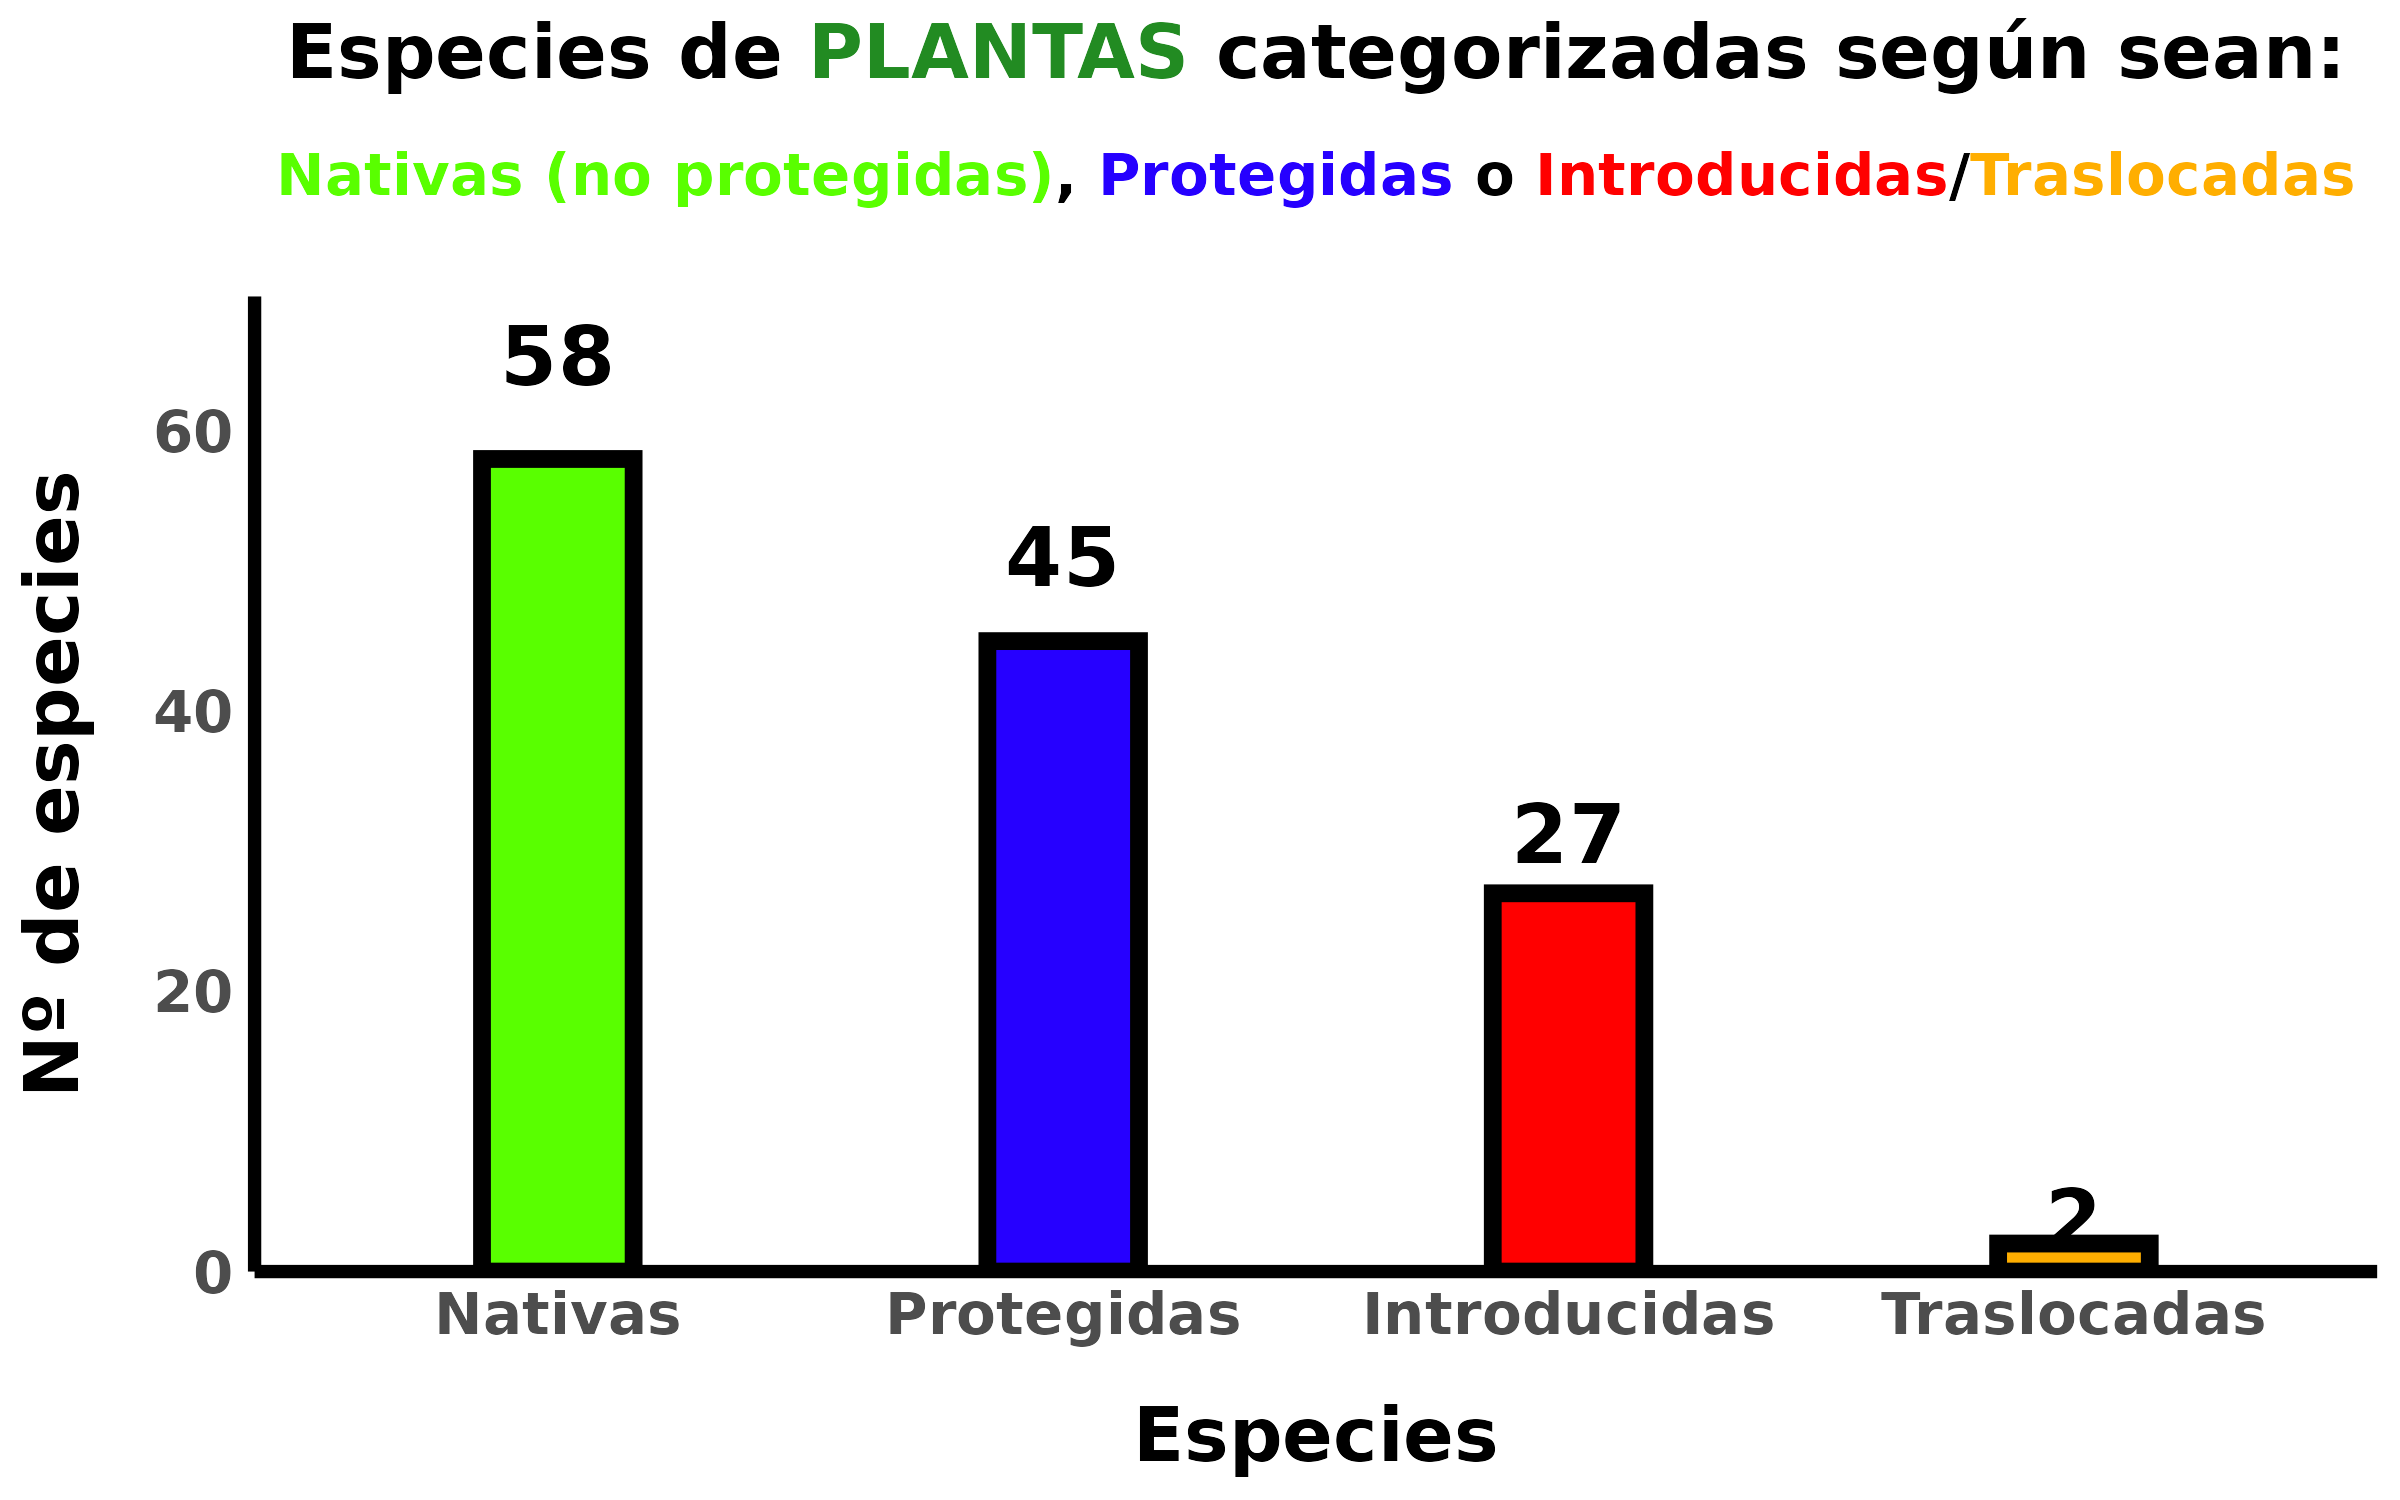 Especies de PLANTAS categorizadas según sean:
Nativas (no protegidas), Protegidas o Introducidas/Traslocadas
Nº de especies
60
40
20
0
58
45
27
2
Nativas
Protegidas
Introducidas
Traslocadas
Especies